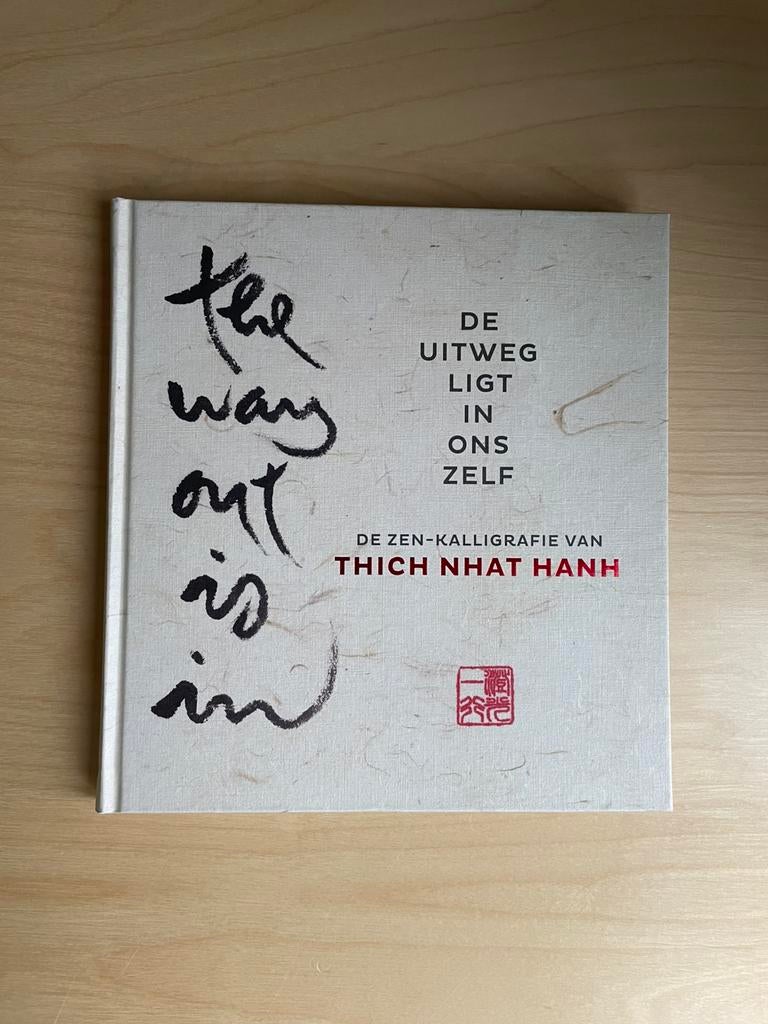 the
way
out
is
in
DE
UITWEG
LIGT
IN
ONS
ZELF
DE ZEN-KALLIGRAFIE VAN
THICH NHAT HANH